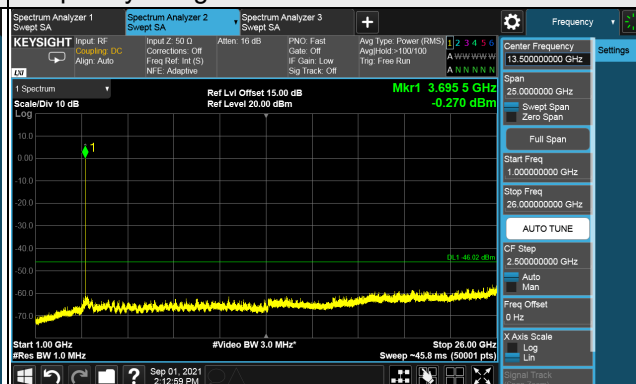 Spectrum Analyzer 1
Swept SA
Spectrum Analyzer 2
Swept SA
Spectrum Analyzer 3
Swept SA
+
Frequency
KEYSIGHT
Input: RF
Coupling: DC
Align: Auto
Input Z: 50 Ω
Corrections: Off
Freq Ref: Int (S)
NFE: Adaptive
Atten: 16 dB
PNO: Fast
Gate: Off
IF Gain: Low
Sig Track: Off
Avg Type: Power (RMS)
Avg|Hold:>100/100
Trig: Free Run
1 2 3 4 5 6
A W W W W W
A N N N N N
LXI
1 Spectrum
Scale/Div 10 dB
Log
Ref Lvl Offset 15.00 dB
Ref Level 20.00 dBm
Mkr1 3.695 5 GHz
-0.270 dBm
10.0
0.00
-10.0
-20.0
-30.0
-40.0
-50.0
-60.0
-70.0
1
DL1 -46.02 dBm
Start 1.00 GHz
#Res BW 1.0 MHz
#Video BW 3.0 MHz*
Stop 26.00 GHz
Sweep ~45.8 ms (50001 pts)
Sep 01, 2021
2:12:59 PM
Settings
Center Frequency
13.500000000 GHz
Span
25.0000000 GHz
Swept Span
Zero Span
Full Span
Start Freq
1.000000000 GHz
Stop Freq
26.000000000 GHz
AUTO TUNE
CF Step
2.500000000 GHz
Auto
Man
Freq Offset
0 Hz
X Axis Scale
Log
Lin
Signal Track